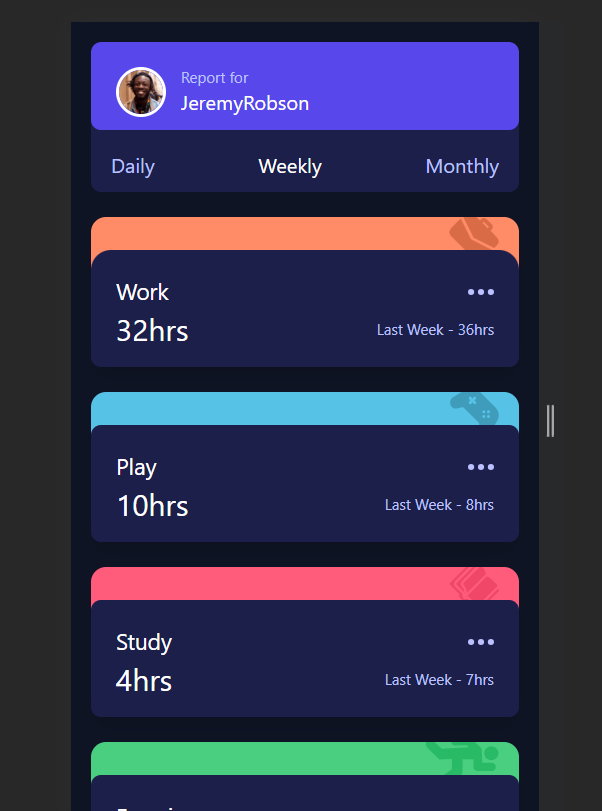 Report for
JeremyRobson
Daily Weekly Monthly
Work
32hrs Last Week - 36hrs
Play
10hrs Last Week - 8hrs
Study
4hrs Last Week - 7hrs